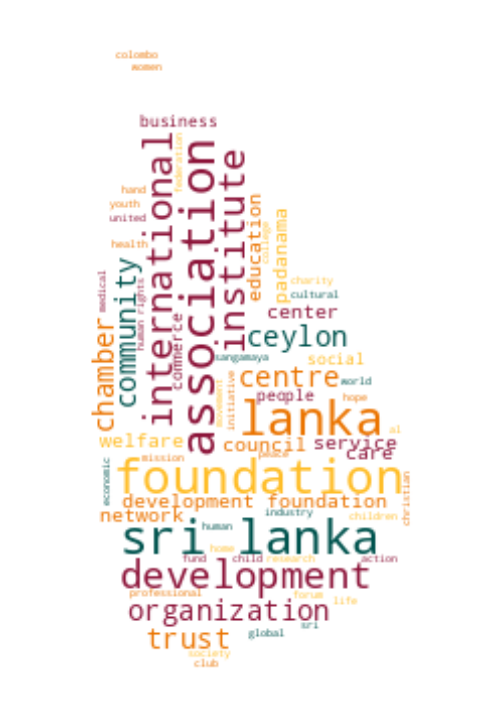 colombo
women
business
federation
international
association
institute
hand
youth
united
education
college
padanama
health
medical
community
human rights
charity
cultural
center
chamber
commerce
ceylon
sangamaya
social
centre
world
movement
initiative
people
hope
lanka
al
welfare
council
service
peace
care
mission
economic
foundation
christian
development foundation
network
industry
children
human
sri lanka
home
fund
child
research
action
development
professional
forum
life
organization
sri
global
trust
society
club